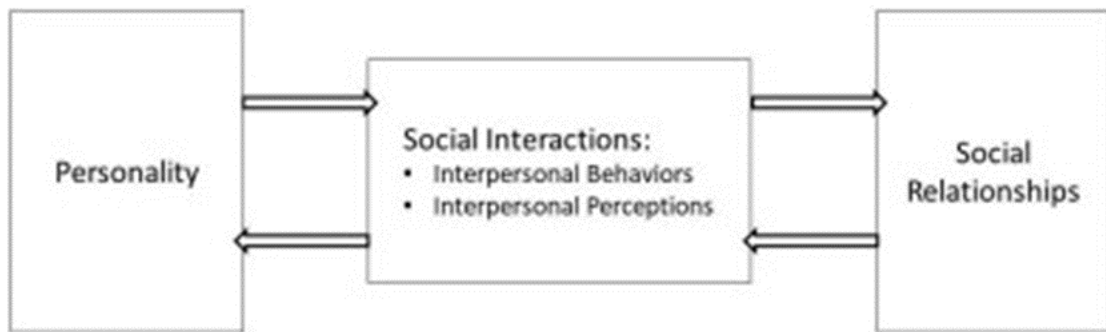 Personality
Social Interactions:
• Interpersonal Behaviors
• Interpersonal Perceptions
Social
Relationships